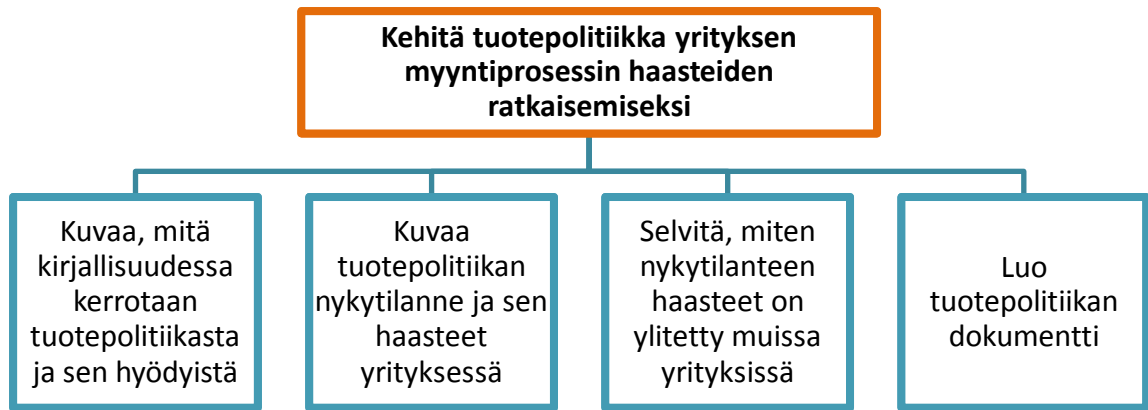 Kehitä tuotepolitiikka yrityksen
myyntiprosessin haasteiden
ratkaisemiseksi
Kuvaa, mitä
kirjallisuudessa
kerrotaan
tuotepolitiikasta
ja sen hyödyistä
Kuvaa
tuotepolitiikan
nykytilanne ja sen
haasteet
yrityksessä
Selvitä, miten
nykytilanteen
haasteet on
ylitetty muissa
yrityksissä
Luo
tuotepolitiikan
dokumentti